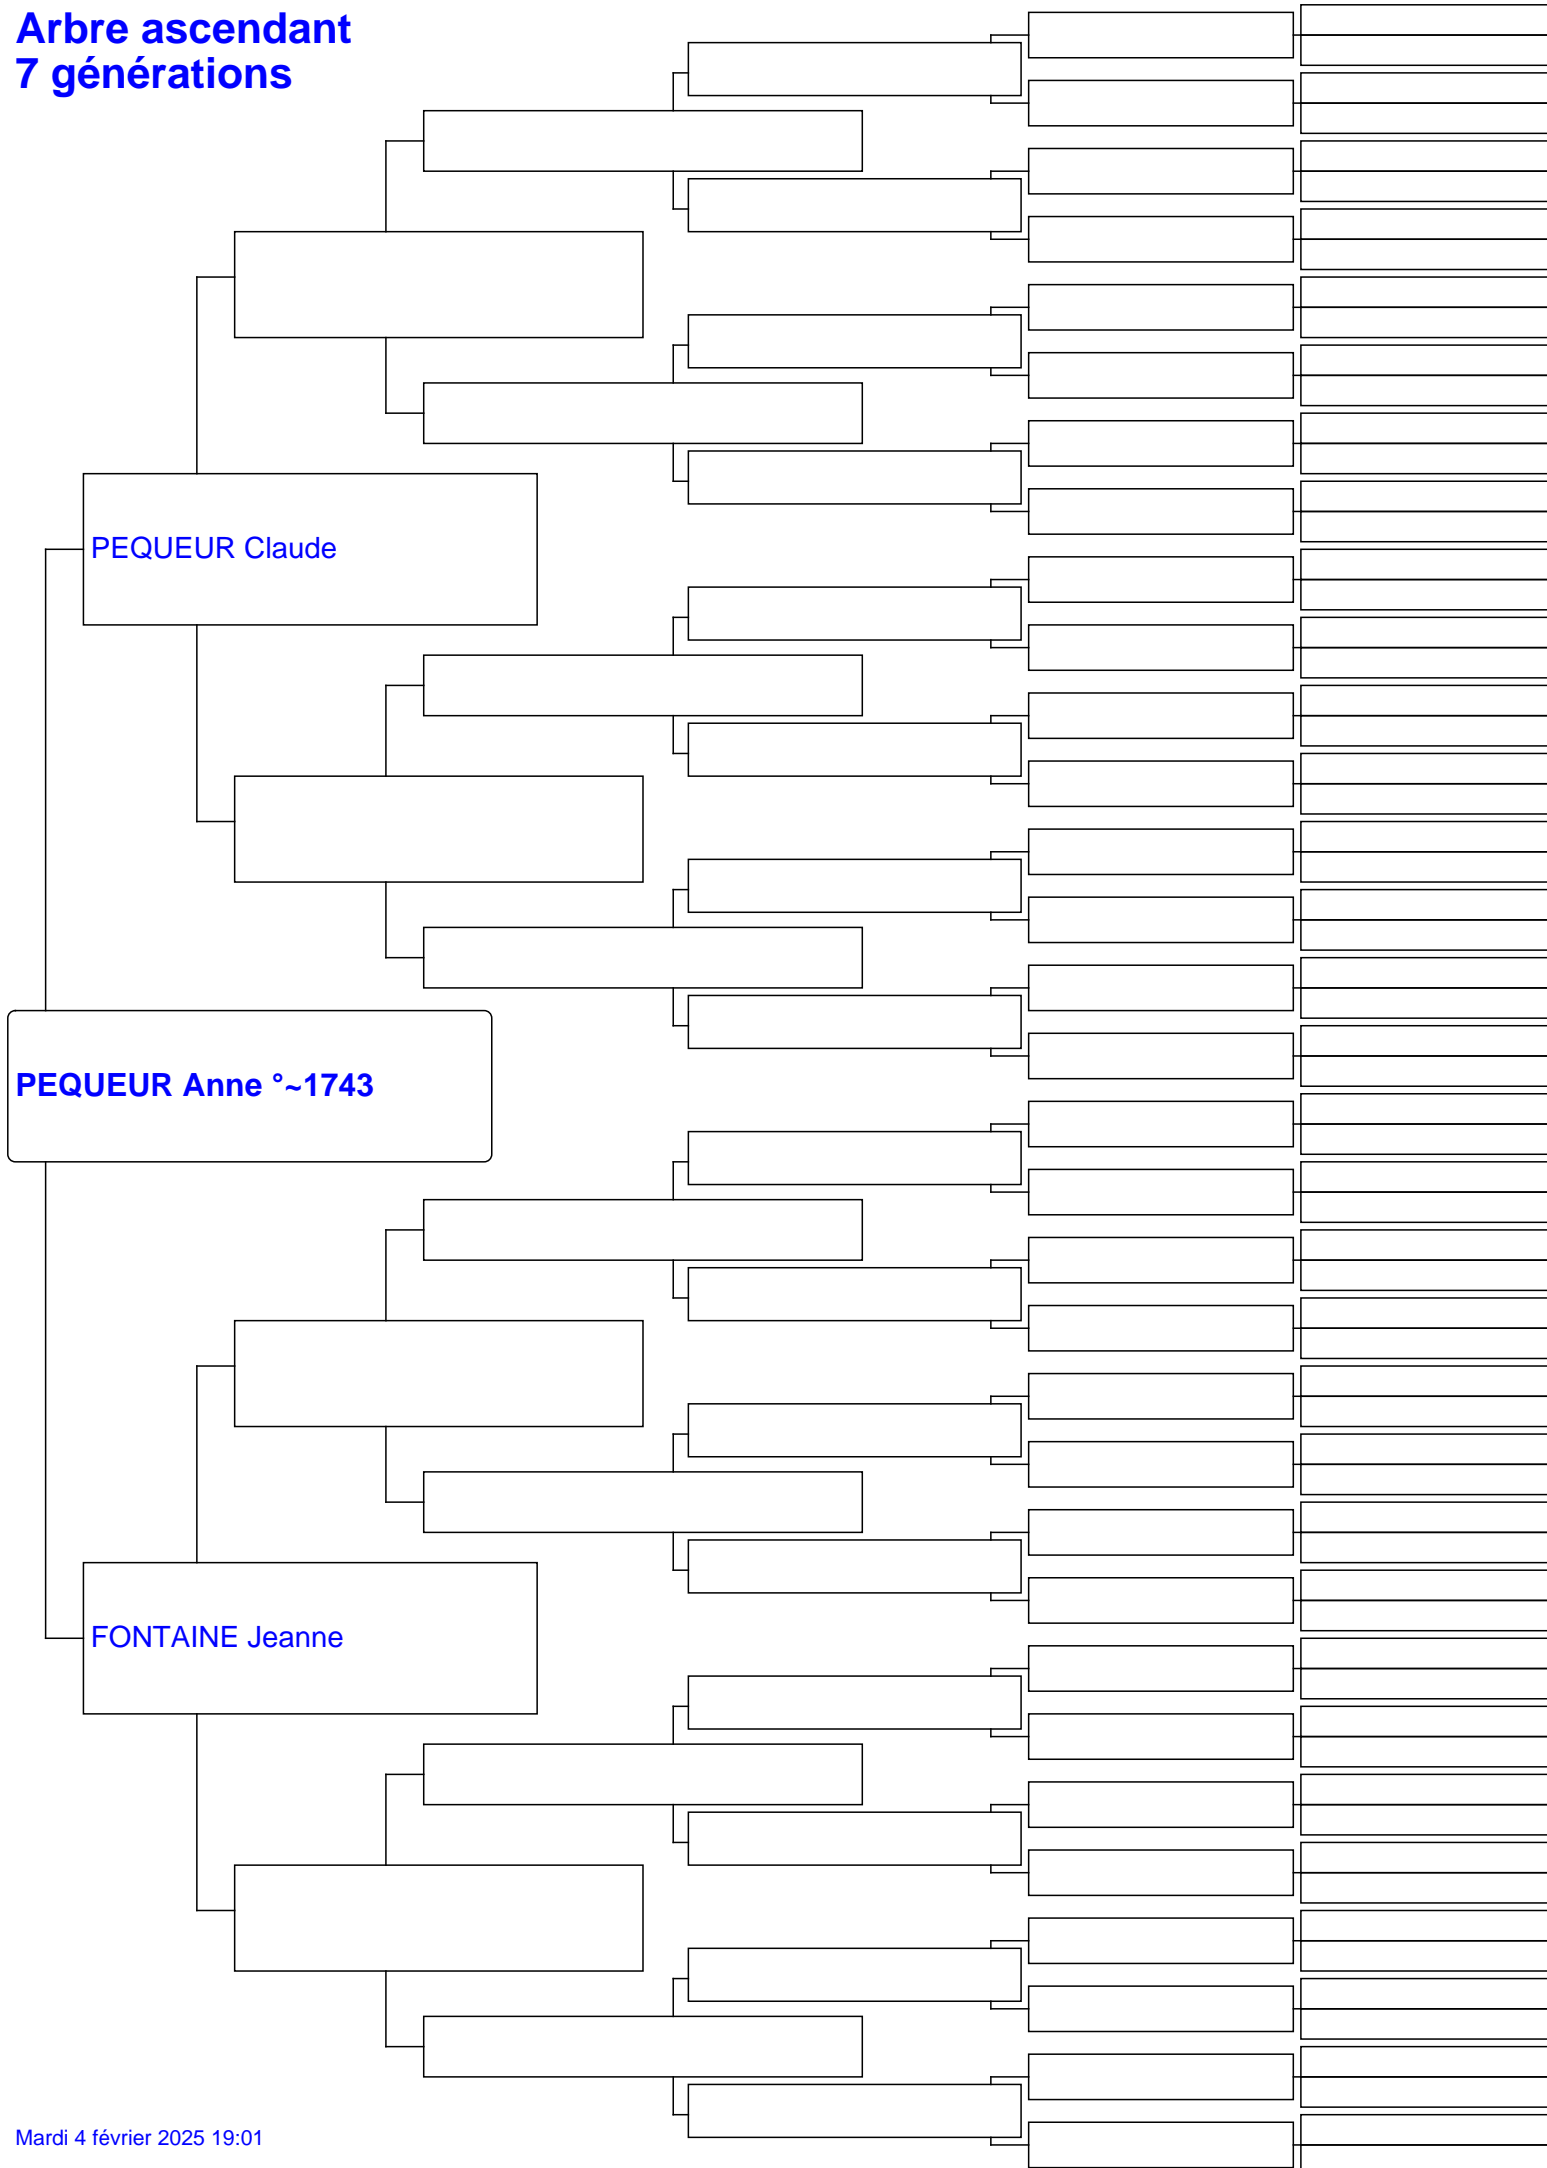 Arbre ascendant
7 générations
PEQUEUR Claude
PEQUEUR Anne °~1743
FONTAINE Jeanne
Mardi 4 février 2025 19:01